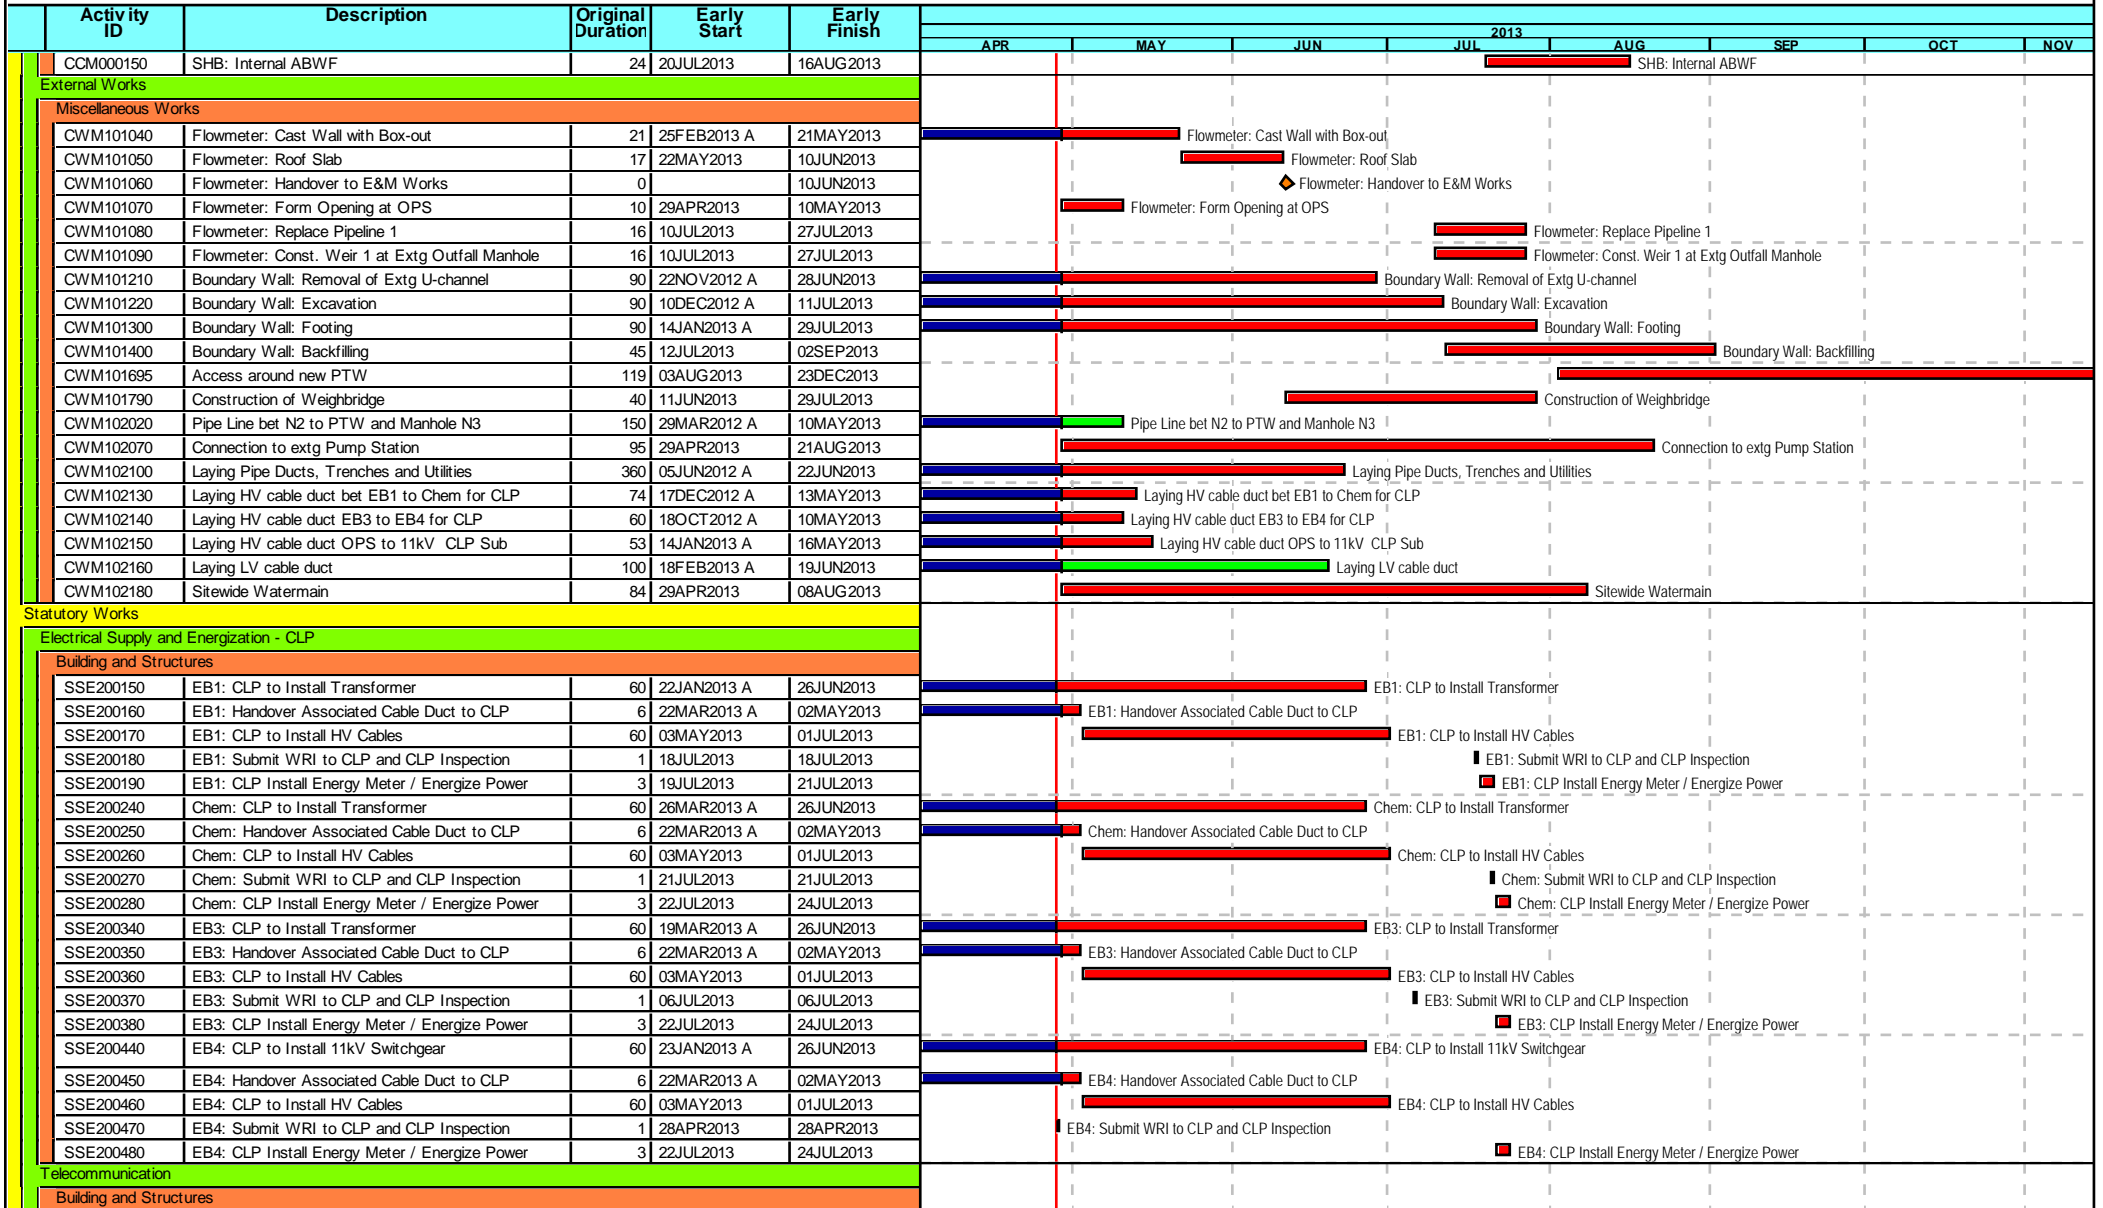 Activity ID Description Original Duration Early Start Early Finish
2013
APR MAY JUN JUL AUG SEP OCT NOV
CCM000150 SHB: Internal ABWF 24 20JUL2013 16AUG2013 SHB: Internal ABWF
External Works
Miscellaneous Works
CWM101040 Flowmeter: Cast Wall with Box-out 21 25FEB2013 A 21MAY2013 Flowmeter: Cast Wall with Box-out
CWM101050 Flowmeter: Roof Slab 17 22MAY2013 10JUN2013 Flowmeter: Roof Slab
CWM101060 Flowmeter: Handover to E&M Works 0 10JUN2013 Flowmeter: Handover to E&M Works
CWM101070 Flowmeter: Form Opening at OPS 10 29APR2013 10MAY2013 Flowmeter: Form Opening at OPS
CWM101080 Flowmeter: Replace Pipeline 1 16 10JUL2013 27JUL2013 Flowmeter: Replace Pipeline 1
CWM101090 Flowmeter: Const. Weir 1 at Extg Outfall Manhole 16 10JUL2013 27JUL2013 Flowmeter: Const. Weir 1 at Extg Outfall Manhole
CWM101210 Boundary Wall: Removal of Extg U-channel 90 22NOV2012 A 28JUN2013 Boundary Wall: Removal of Extg U-channel
CWM101220 Boundary Wall: Excavation 90 10DEC2012 A 11JUL2013 Boundary Wall: Excavation
CWM101300 Boundary Wall: Footing 90 14JAN2013 A 29JUL2013 Boundary Wall: Footing
CWM101400 Boundary Wall: Backfilling 45 12JUL2013 02SEP2013 Boundary Wall: Backfilling
CWM101695 Access around new PTW 119 03AUG2013 23DEC2013
CWM101790 Construction of Weighbridge 40 11JUN2013 29JUL2013 Construction of Weighbridge
CWM102020 Pipe Line bet N2 to PTW and Manhole N3 150 29MAR2012 A 10MAY2013 Pipe Line bet N2 to PTW and Manhole N3
CWM102070 Connection to extg Pump Station 95 29APR2013 21AUG2013 Connection to extg Pump Station
CWM102100 Laying Pipe Ducts, Trenches and Utilities 360 05JUN2012 A 22JUN2013 Laying Pipe Ducts, Trenches and Utilities
CWM102130 Laying HV cable duct bet EB1 to Chem for CLP 74 17DEC2012 A 13MAY2013 Laying HV cable duct bet EB1 to Chem for CLP
CWM102140 Laying HV cable duct EB3 to EB4 for CLP 60 18OCT2012 A 10MAY2013 Laying HV cable duct EB3 to EB4 for CLP
CWM102150 Laying HV cable duct OPS to 11kV CLP Sub 53 14JAN2013 A 16MAY2013 Laying HV cable duct OPS to 11kV CLP Sub
CWM102160 Laying LV cable duct 100 18FEB2013 A 19JUN2013 Laying LV cable duct
CWM102180 Sitewide Watermain 84 29APR2013 08AUG2013 Sitewide Watermain
Statutory Works
Electrical Supply and Energization - CLP
Building and Structures
SSE200150 EB1: CLP to Install Transformer 60 22JAN2013 A 26JUN2013 EB1: CLP to Install Transformer
SSE200160 EB1: Handover Associated Cable Duct to CLP 6 22MAR2013 A 02MAY2013 EB1: Handover Associated Cable Duct to CLP
SSE200170 EB1: CLP to Install HV Cables 60 03MAY2013 01JUL2013 EB1: CLP to Install HV Cables
SSE200180 EB1: Submit WRI to CLP and CLP Inspection 1 18JUL2013 18JUL2013 EB1: Submit WRI to CLP and CLP Inspection
SSE200190 EB1: CLP Install Energy Meter / Energize Power 3 19JUL2013 21JUL2013 EB1: CLP Install Energy Meter / Energize Power
SSE200240 Chem: CLP to Install Transformer 60 26MAR2013 A 26JUN2013 Chem: CLP to Install Transformer
SSE200250 Chem: Handover Associated Cable Duct to CLP 6 22MAR2013 A 02MAY2013 Chem: Handover Associated Cable Duct to CLP
SSE200260 Chem: CLP to Install HV Cables 60 03MAY2013 01JUL2013 Chem: CLP to Install HV Cables
SSE200270 Chem: Submit WRI to CLP and CLP Inspection 1 21JUL2013 21JUL2013 Chem: Submit WRI to CLP and CLP Inspection
SSE200280 Chem: CLP Install Energy Meter / Energize Power 3 22JUL2013 24JUL2013 Chem: CLP Install Energy Meter / Energize Power
SSE200340 EB3: CLP to Install Transformer 60 19MAR2013 A 26JUN2013 EB3: CLP to Install Transformer
SSE200350 EB3: Handover Associated Cable Duct to CLP 6 22MAR2013 A 02MAY2013 EB3: Handover Associated Cable Duct to CLP
SSE200360 EB3: CLP to Install HV Cables 60 03MAY2013 01JUL2013 EB3: CLP to Install HV Cables
SSE200370 EB3: Submit WRI to CLP and CLP Inspection 1 06JUL2013 06JUL2013 EB3: Submit WRI to CLP and CLP Inspection
SSE200380 EB3: CLP Install Energy Meter / Energize Power 3 22JUL2013 24JUL2013 EB3: CLP Install Energy Meter / Energize Power
SSE200440 EB4: CLP to Install 11kV Switchgear 60 23JAN2013 A 26JUN2013 EB4: CLP to Install 11kV Switchgear
SSE200450 EB4: Handover Associated Cable Duct to CLP 6 22MAR2013 A 02MAY2013 EB4: Handover Associated Cable Duct to CLP
SSE200460 EB4: CLP to Install HV Cables 60 03MAY2013 01JUL2013 EB4: CLP to Install HV Cables
SSE200470 EB4: Submit WRI to CLP and CLP Inspection 1 28APR2013 28APR2013 EB4: Submit WRI to CLP and CLP Inspection
SSE200480 EB4: CLP Install Energy Meter / Energize Power 3 22JUL2013 24JUL2013 EB4: CLP Install Energy Meter / Energize Power
Telecommunication
Building and Structures